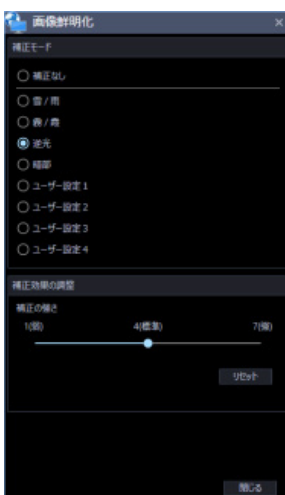 画像鮮明化
補正モード
補正なし
雪 / 雨
霧 / 靄
逆光
暗部
ユーザー設定 1
ユーザー設定 2
ユーザー設定 3
ユーザー設定 4
補正効果の調整
補正の強さ
1(弱) 4(標準) 7(強)
リセット
閉じる